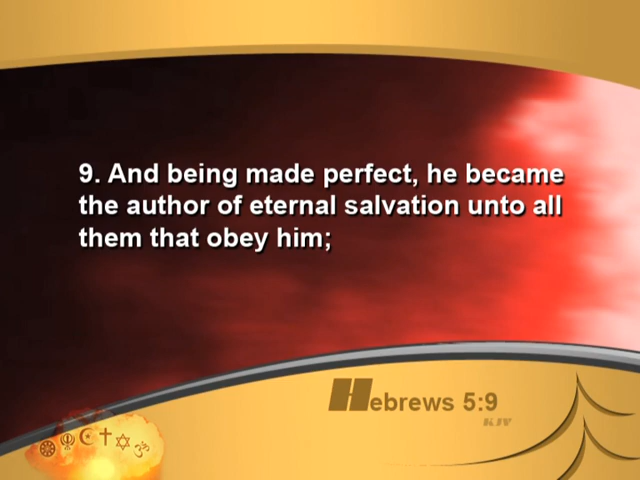 9. And being made perfect, he became
the author of eternal salvation unto all
them that obey him;
Hebrews 5:9
KJV